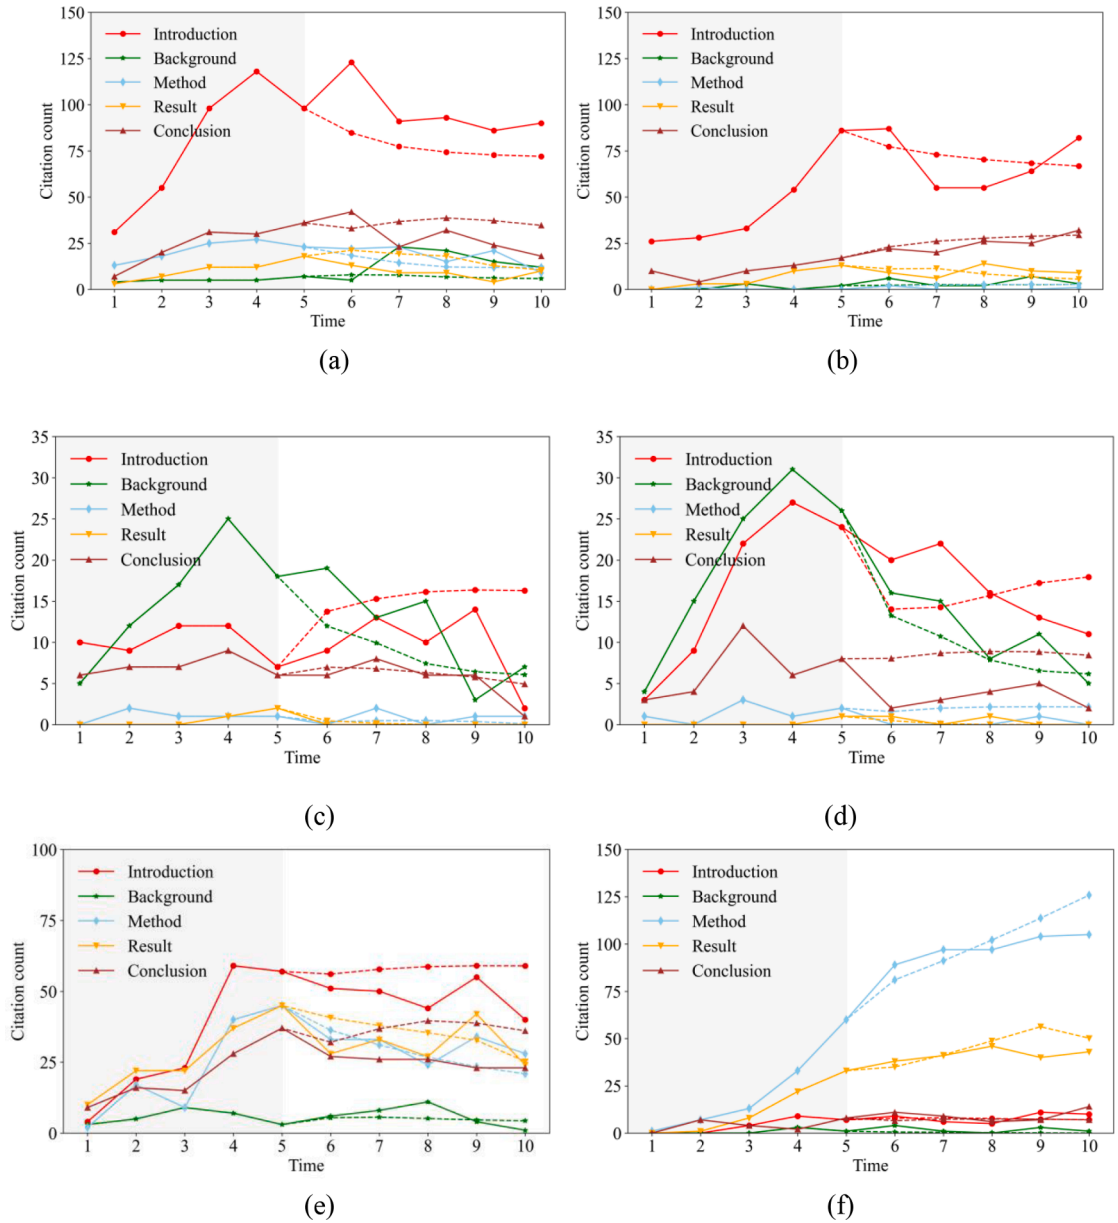 150
125
100
75
50
25
0
Citation count
Introduction
Background
Method
Result
Conclusion
1 2 3 4 5 6 7 8 9 10
Time
(a)
150
125
100
75
50
25
0
Citation count
Introduction
Background
Method
Result
Conclusion
1 2 3 4 5 6 7 8 9 10
Time
(b)
35
30
25
20
15
10
5
0
Citation count
Introduction
Background
Method
Result
Conclusion
1 2 3 4 5 6 7 8 9 10
Time
(c)
35
30
25
20
15
10
5
0
Citation count
Introduction
Background
Method
Result
Conclusion
1 2 3 4 5 6 7 8 9 10
Time
(d)
100
75
50
25
0
Citation count
Introduction
Background
Method
Result
Conclusion
1 2 3 4 5 6 7 8 9 10
Time
(e)
150
125
100
75
50
25
0
Citation count
Introduction
Background
Method
Result
Conclusion
1 2 3 4 5 6 7 8 9 10
Time
(f)